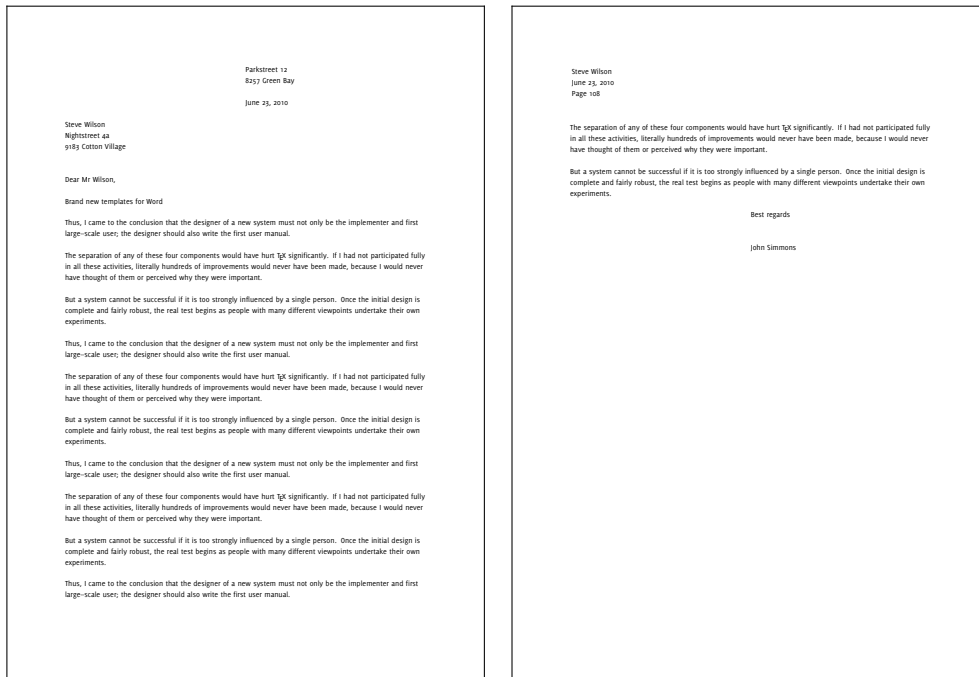 Parkstreet 12
8257 Green Bay
June 23, 2010
Steve Wilson
Nightstreet 4a
9183 Cotton Village
Dear Mr Wilson,
Brand new templates for Word
Thus, I came to the conclusion that the designer of a new system must not only be the implementer and first
large–scale user; the designer should also write the first user manual.
The separation of any of these four components would have hurt TEX significantly. If I had not participated fully
in all these activities, literally hundreds of improvements would never have been made, because I would never
have thought of them or perceived why they were important.
But a system cannot be successful if it is too strongly influenced by a single person. Once the initial design is
complete and fairly robust, the real test begins as people with many different viewpoints undertake their own
experiments.
Thus, I came to the conclusion that the designer of a new system must not only be the implementer and first
large–scale user; the designer should also write the first user manual.
The separation of any of these four components would have hurt TEX significantly. If I had not participated fully
in all these activities, literally hundreds of improvements would never have been made, because I would never
have thought of them or perceived why they were important.
But a system cannot be successful if it is too strongly influenced by a single person. Once the initial design is
complete and fairly robust, the real test begins as people with many different viewpoints undertake their own
experiments.
Thus, I came to the conclusion that the designer of a new system must not only be the implementer and first
large–scale user; the designer should also write the first user manual.
The separation of any of these four components would have hurt TEX significantly. If I had not participated fully
in all these activities, literally hundreds of improvements would never have been made, because I would never
have thought of them or perceived why they were important.
But a system cannot be successful if it is too strongly influenced by a single person. Once the initial design is
complete and fairly robust, the real test begins as people with many different viewpoints undertake their own
experiments.
Thus, I came to the conclusion that the designer of a new system must not only be the implementer and first
large–scale user; the designer should also write the first user manual.
Steve Wilson
June 23, 2010
Page 108
The separation of any of these four components would have hurt TEX significantly. If I had not participated fully
in all these activities, literally hundreds of improvements would never have been made, because I would never
have thought of them or perceived why they were important.
But a system cannot be successful if it is too strongly influenced by a single person. Once the initial design is
complete and fairly robust, the real test begins as people with many different viewpoints undertake their own
experiments.
Best regards
John Simmons